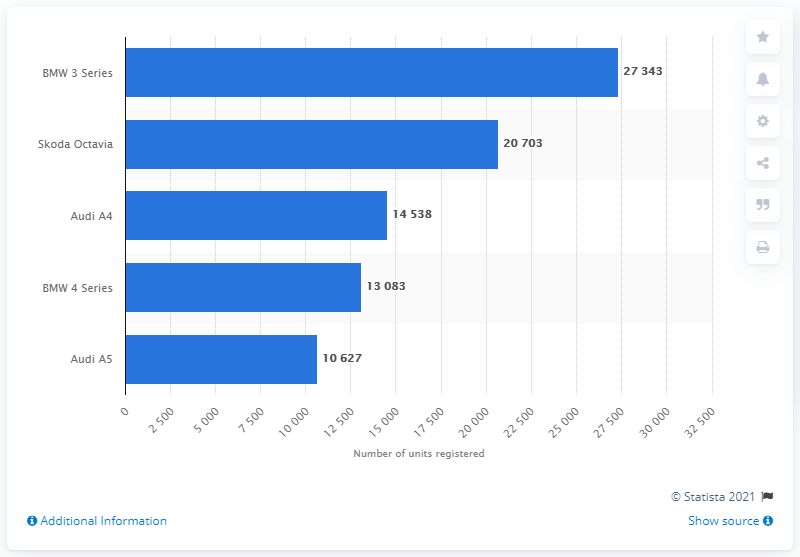 BMW 3 Series
27 343
Skoda Octavia
20 703
Audi A4
14 538
BMW 4 Series
13 083
Audi A5
10 627
0
2 500
5 000
7 500
10 000
12 500
15 000
17 500
20 000
22 500
25 000
27 500
30 000
32 500
Number of units registered
© Statista 2021
Additional Information
Show source